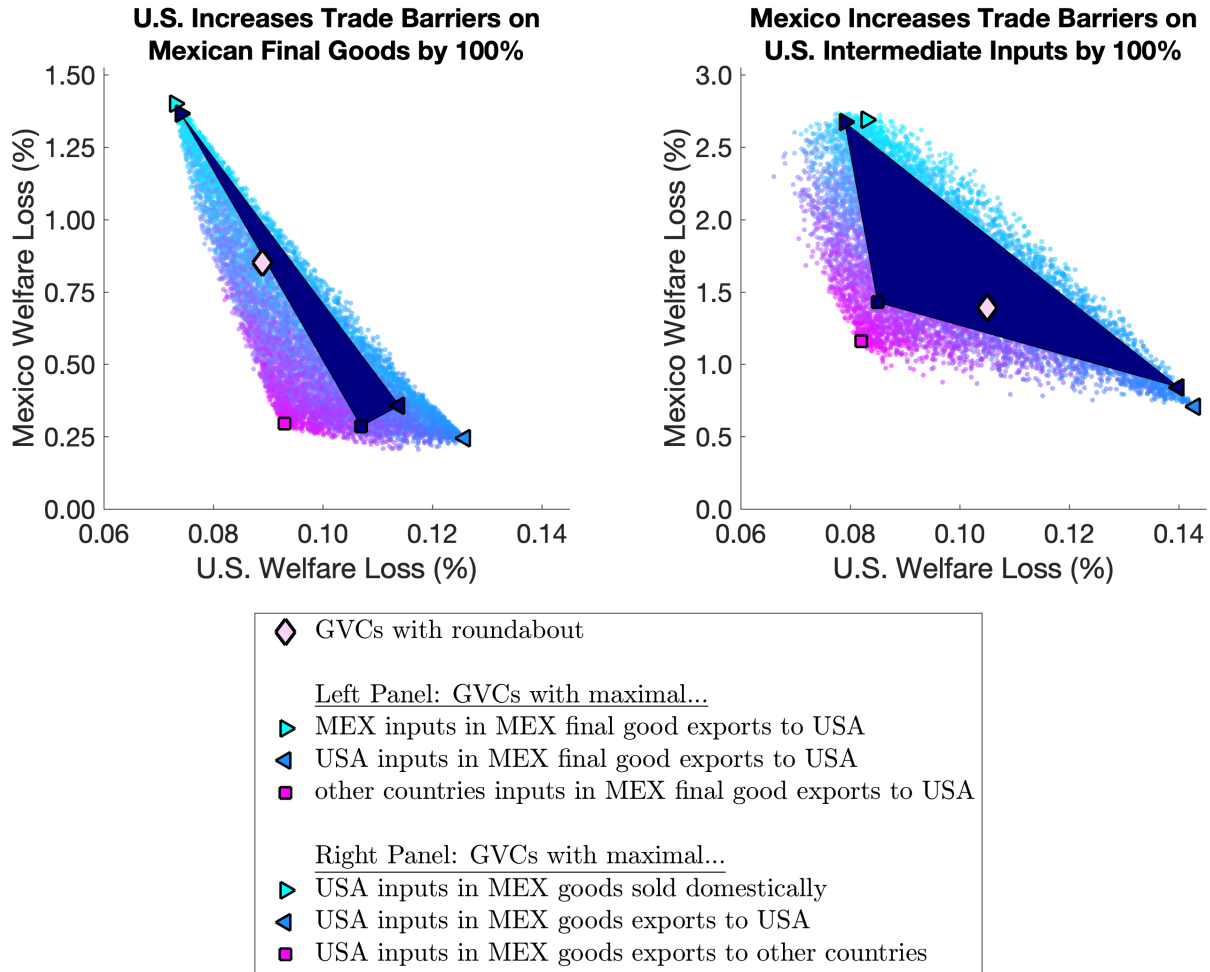 U.S. Increases Trade Barriers on
Mexican Final Goods by 100%
1.50
1.25
1.00
0.75
0.50
0.25
0.00
Mexico Welfare Loss (%)
0.06 0.08 0.10 0.12 0.14
U.S. Welfare Loss (%)
Mexico Increases Trade Barriers on
U.S. Intermediate Inputs by 100%
3.0
2.5
2.0
1.5
1.0
0.5
0.0
Mexico Welfare Loss (%)
0.06 0.08 0.10 0.12 0.14
U.S. Welfare Loss (%)
GVCs with roundabout
Left Panel: GVCs with maximal...
MEX inputs in MEX final good exports to USA
USA inputs in MEX final good exports to USA
other countries inputs in MEX final good exports to USA
Right Panel: GVCs with maximal...
USA inputs in MEX goods sold domestically
USA inputs in MEX goods exports to USA
USA inputs in MEX goods exports to other countries